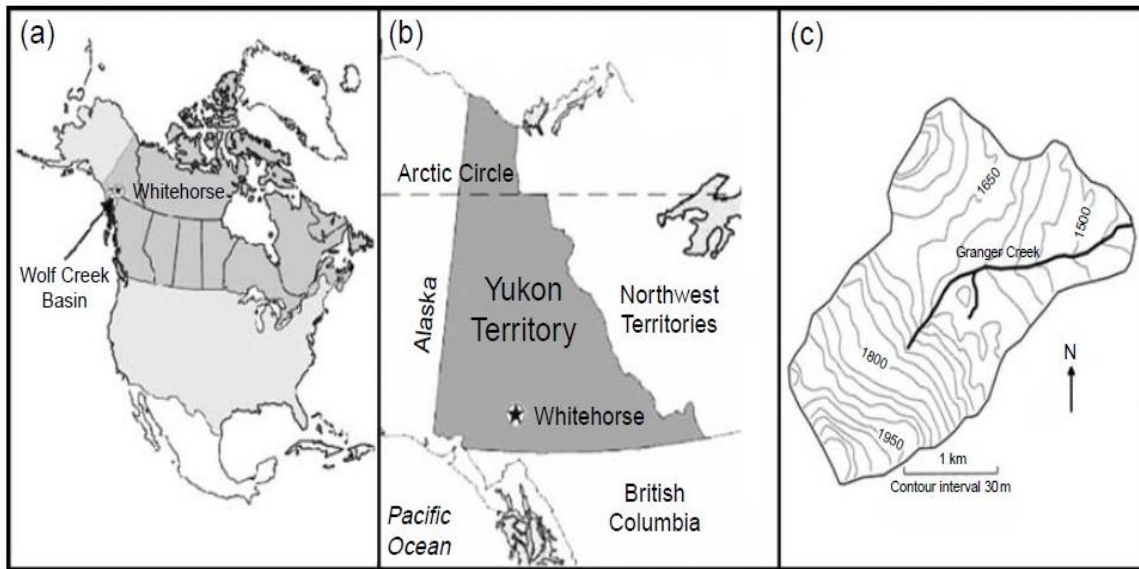 (a)
Whitehorse
Wolf Creek
Basin
(b)
Arctic Circle
Alaska
Yukon
Territory
Northwest
Territories
Whitehorse
British
Columbia
Pacific
Ocean
(c)
1650
1500
Granger Creek
1800
1950
N
1 km
Contour interval 30 m